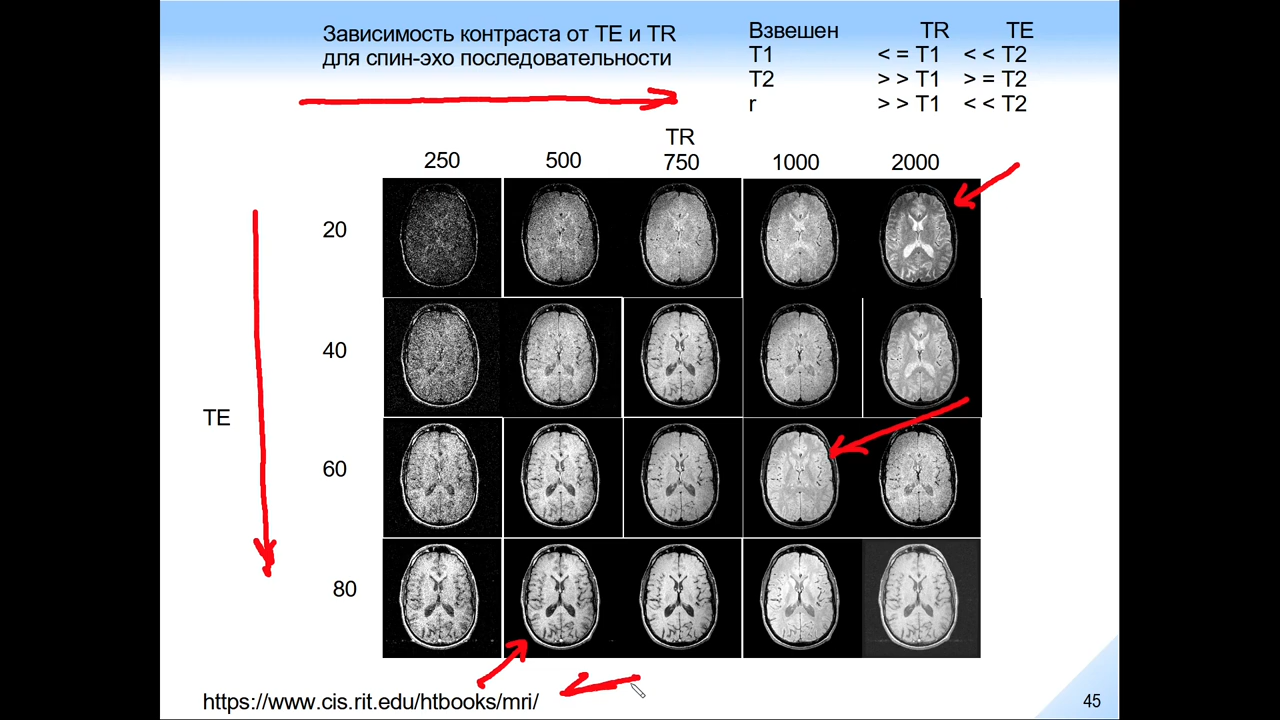 Зависимость контраста от TE и TR
для спин-эхо последовательности
Взвешен TR TE
T1 < = T1 < < T2
T2 > > T1 > = T2
r > > T1 < < T2
TR
250 500 750 1000 2000
20
40
TE
60
80
https://www.cis.rit.edu/htbooks/mri/
45